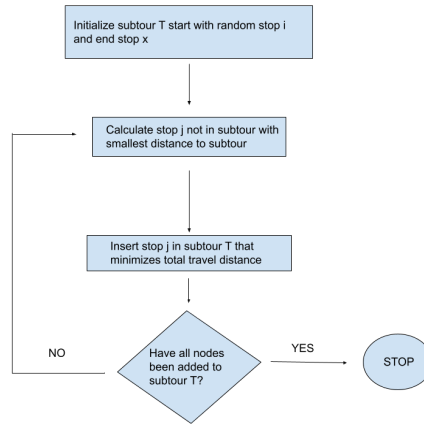 Initialize subtour T start with random stop i
and end stop x
Calculate stop j not in subtour with
smallest distance to subtour
Insert stop j in subtour T that
minimizes total travel distance
Have all nodes
been added to
subtour T?
NO
YES
STOP